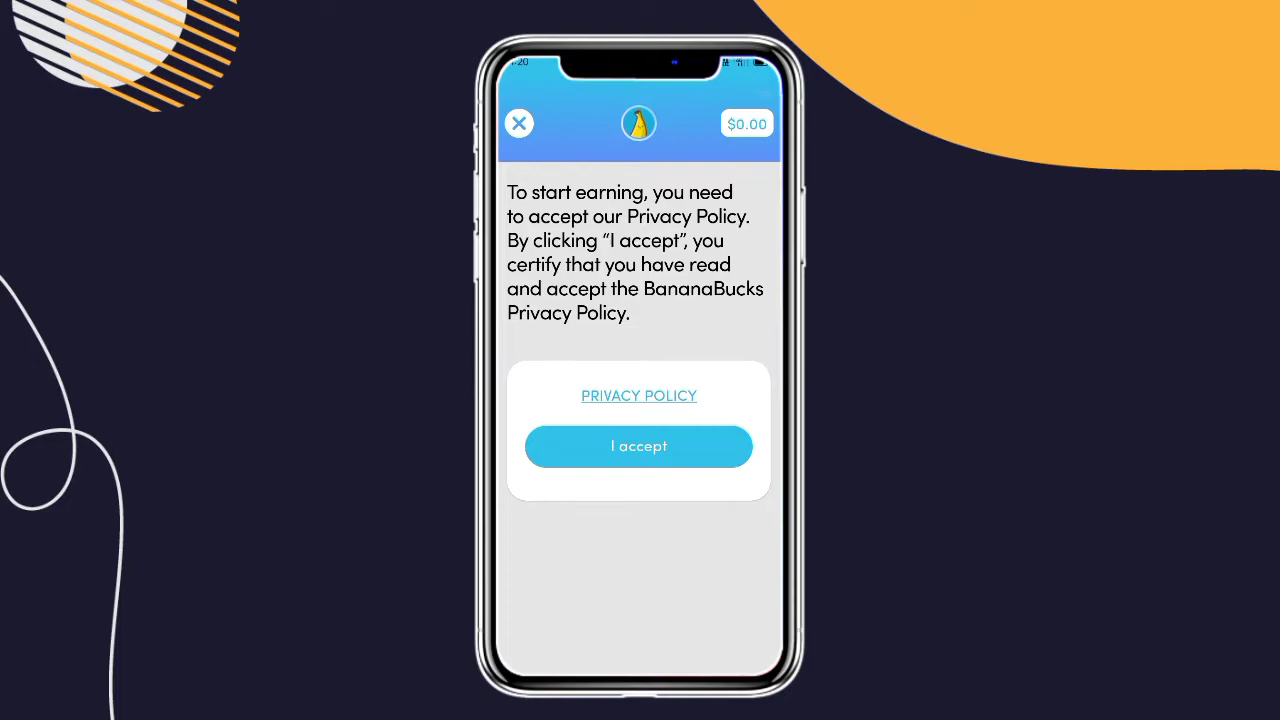 :20
$0.00
To start earning, you need
to accept our Privacy Policy.
By clicking “I accept”, you
certify that you have read
and accept the BananaBucks
Privacy Policy.
PRIVACY POLICY
I accept